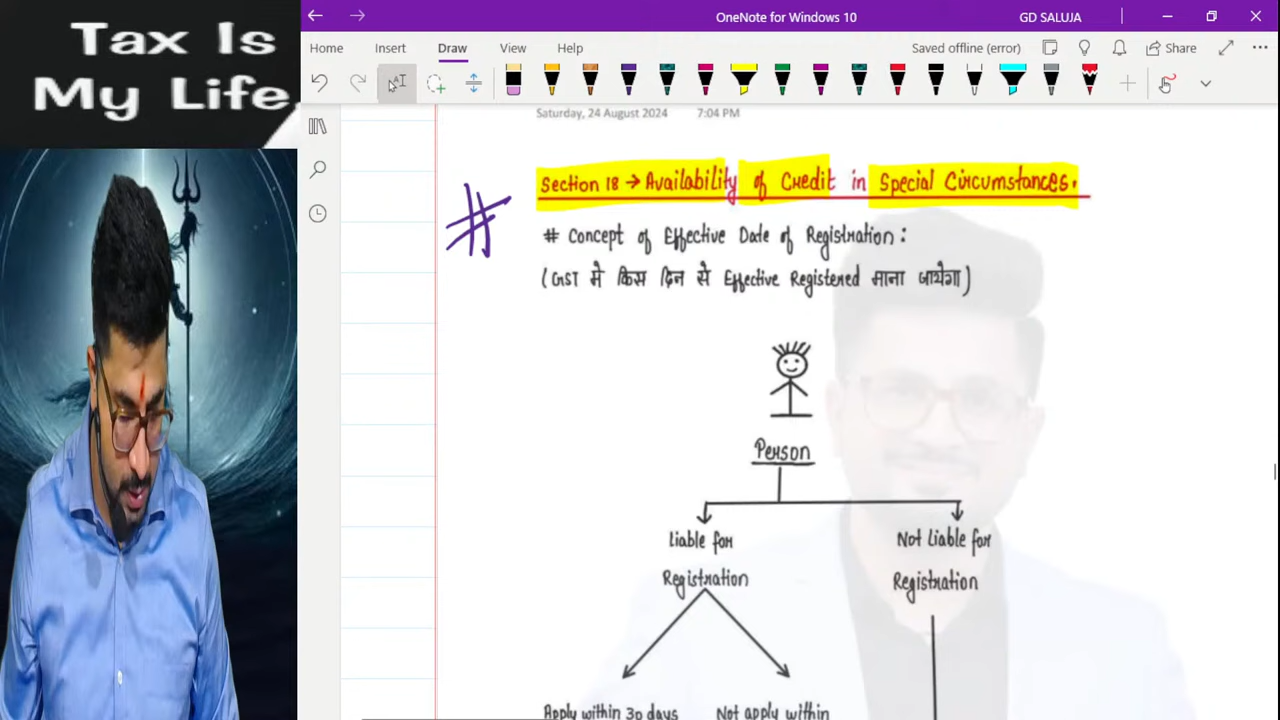 Tax Is
My Life,
OneNote for Windows 10
GD SALUJA
Home Insert Draw View Help
Saved offline (error)
Share
Saturday, 24 August 2024 7:04 PM
Section 18 → Availability of Credit in Special Circumstances.
# Concept of Effective Date of Registration:
(GST मे किस दिन से Effective Registered माना जायेगा)
Person
Liable for
Registration
Not Liable for
Registration
Apply within 30 days
Not apply within